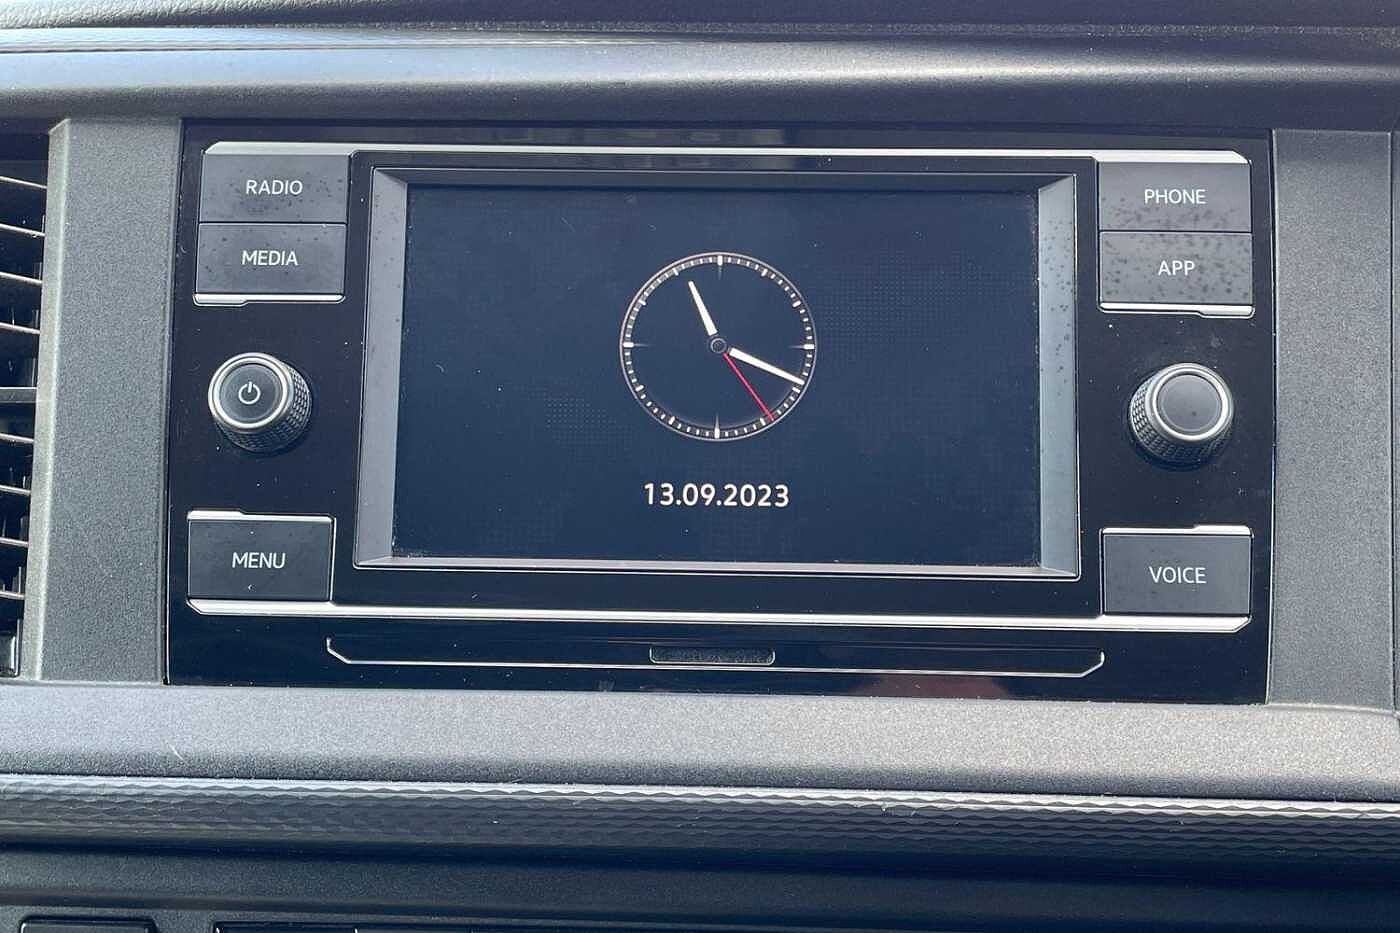 RADIO
MEDIA
PHONE
APP
13.09.2023
MENU
VOICE